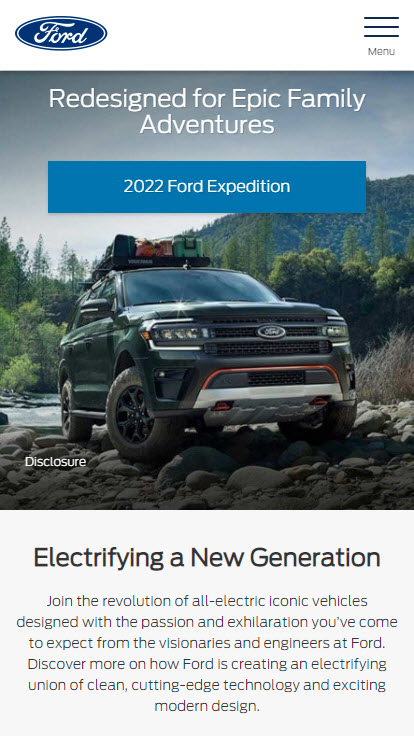 Ford
Menu
Redesigned for Epic Family
Adventures
2022 Ford Expedition
Ford
Disclosure
Electrifying a New Generation
Join the revolution of all-electric iconic vehicles
designed with the passion and exhilaration you’ve come
to expect from the visionaries and engineers at Ford.
Discover more on how Ford is creating an electrifying
union of clean, cutting-edge technology and exciting
modern design.